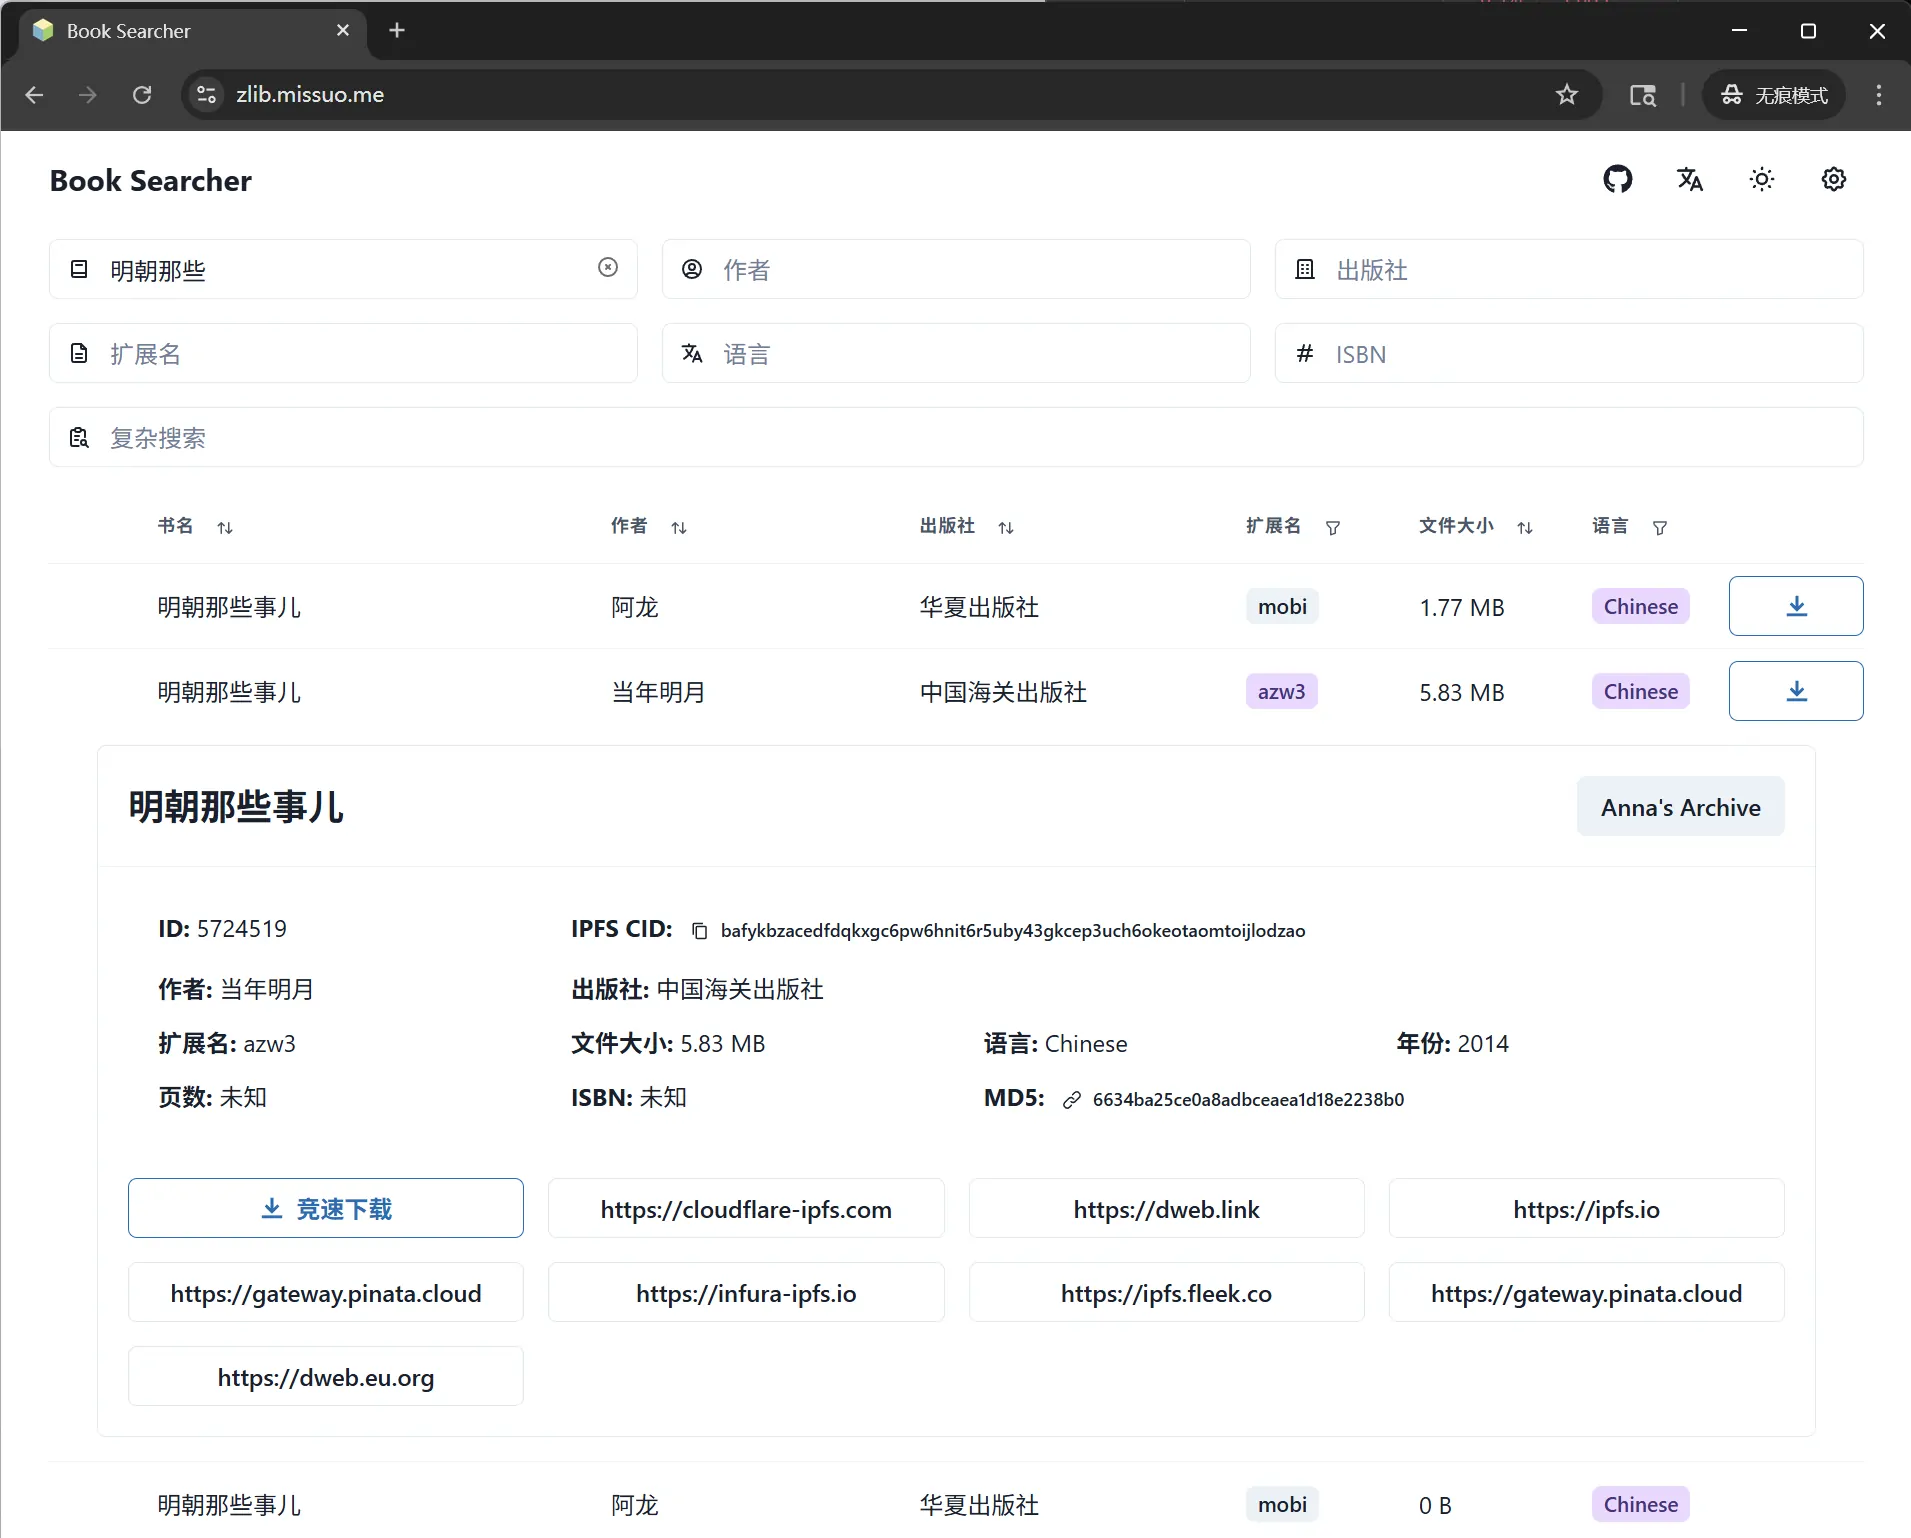 Book Searcher
zlib.missuo.me
无痕模式
Book Searcher
明朝那些
作者
出版社
扩展名
语言
ISBN
复杂搜索
书名 作者 出版社 扩展名 文件大小 语言
明朝那些事儿 阿龙 华夏出版社 mobi 1.77 MB Chinese
明朝那些事儿 当年明月 中国海关出版社 azw3 5.83 MB Chinese
明朝那些事儿
Anna's Archive
ID: 5724519
IPFS CID: bafykbzacedfdqkxgc6pw6hnit6r5uby43gkcep3uch6okeotaomtoijlodzao
作者: 当年明月
出版社: 中国海关出版社
扩展名: azw3
文件大小: 5.83 MB
语言: Chinese
年份: 2014
页数: 未知
ISBN: 未知
MD5: 6634ba25ce0a8adbceaea1d18e2238b0
竞速下载
https://cloudflare-ipfs.com
https://dweb.link
https://ipfs.io
https://gateway.pinata.cloud
https://infura-ipfs.io
https://ipfs.fleek.co
https://gateway.pinata.cloud
https://dweb.eu.org
明朝那些事儿 阿龙 华夏出版社 mobi 0 B Chinese